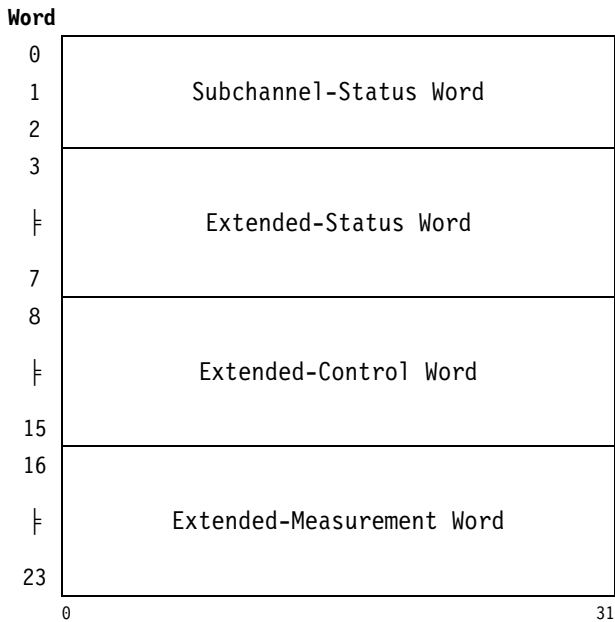 Word
0
1 Subchannel-Status Word
2
3
╞ Extended-Status Word
7
8
╞ Extended-Control Word
15
16
╞ Extended-Measurement Word
23
0 31